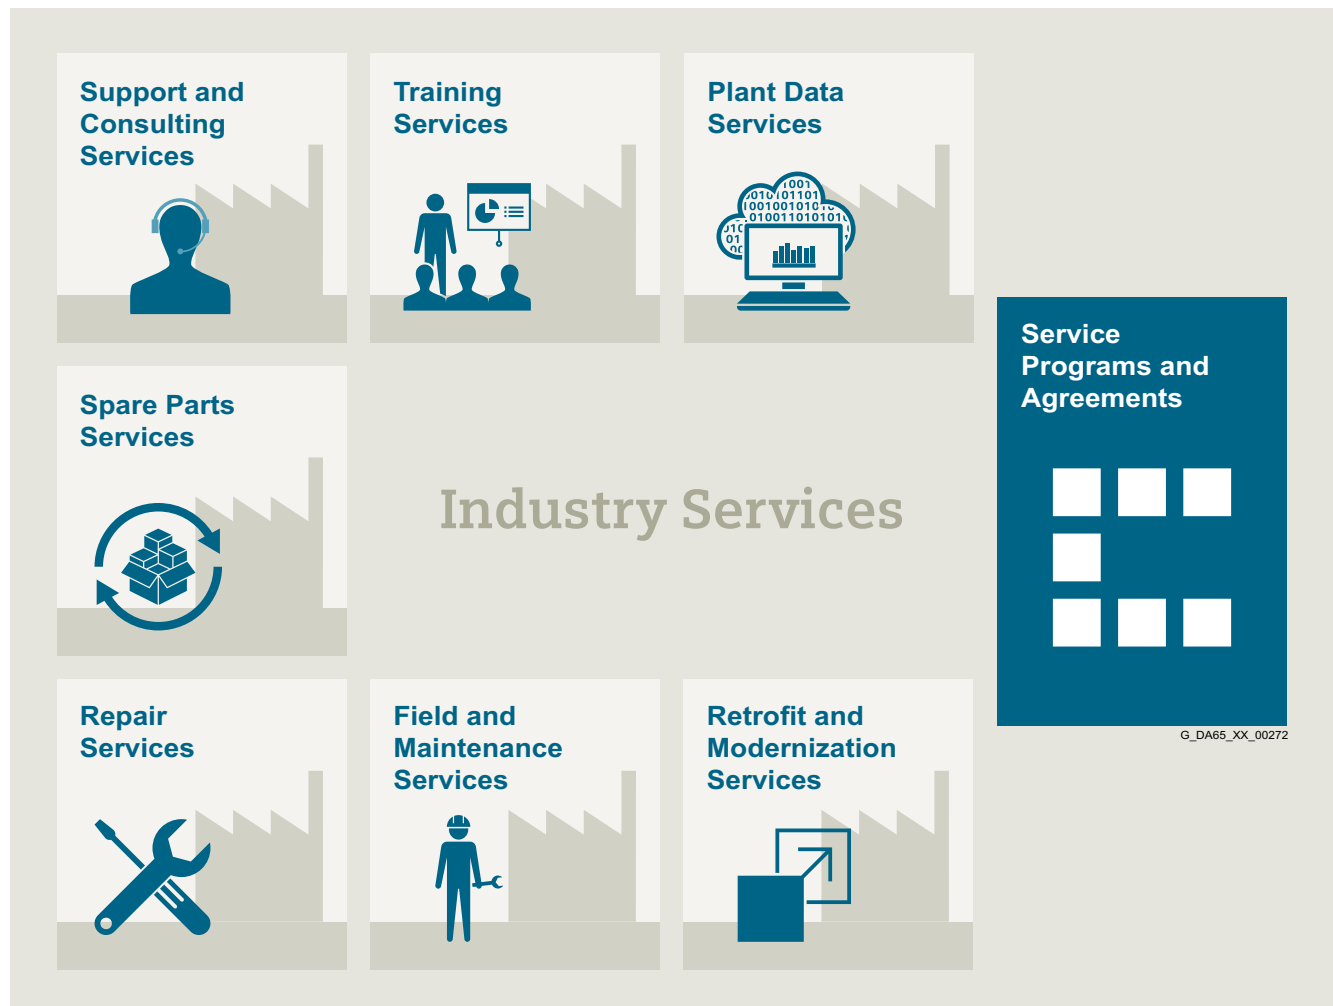 Support and
Consulting
Services
Training
Services
Plant Data
Services
Service
Programs and
Agreements
Spare Parts
Services
Industry Services
Repair
Services
Field and
Maintenance
Services
Retrofit and
Modernization
Services
G_DA65_XX_00272